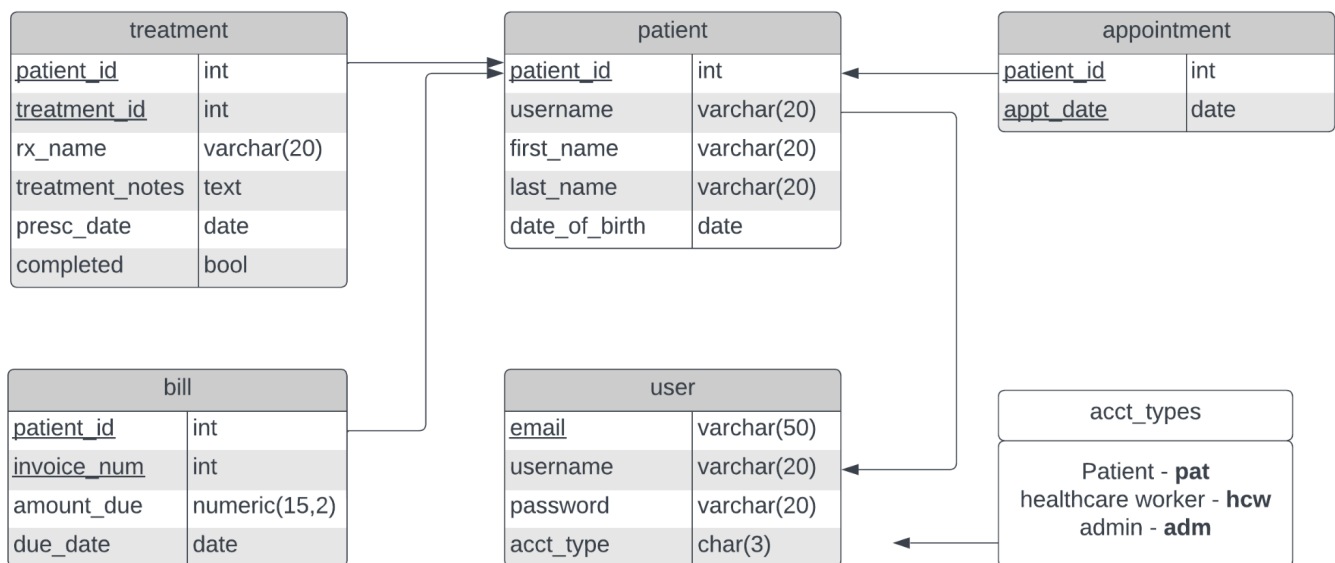 treatment
patient_id int
treatment_id int
rx_name varchar(20)
treatment_notes text
presc_date date
completed bool
patient
patient_id int
username varchar(20)
first_name varchar(20)
last_name varchar(20)
date_of_birth date
appointment
patient_id int
appt_date date
bill
patient_id int
invoice_num int
amount_due numeric(15,2)
due_date date
user
email varchar(50)
username varchar(20)
password varchar(20)
acct_type char(3)
acct_types
Patient - pat
healthcare worker - hcw
admin - adm